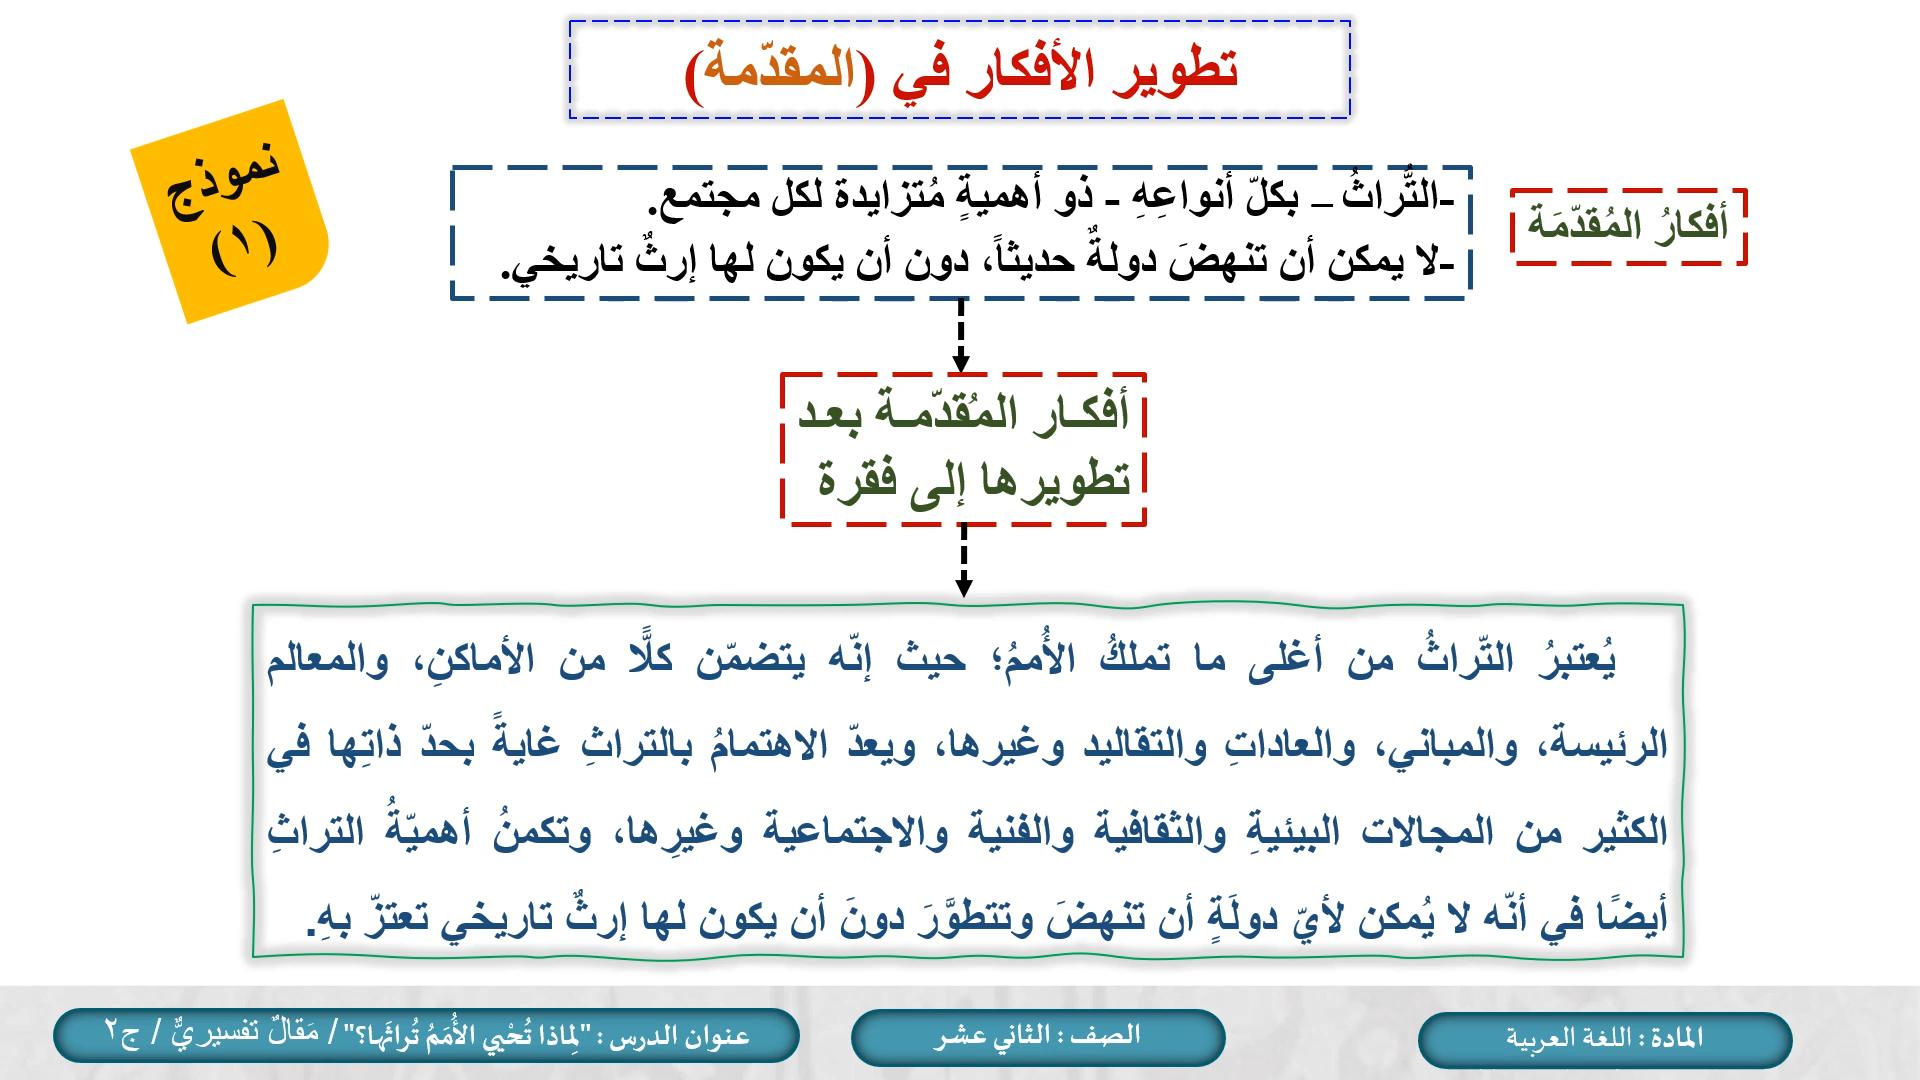 تطوير الأفكار في (المقدّمة)
نموذج
(١)
أفكارُ المُقدّمَة
-التُّراثُ – بكلّ أنواعِهِ - ذو أهميةٍ مُتزايدة لكل مجتمع.
-لا يمكن أن تنهضَ دولةٌ حديثاً، دون أن يكون لها إرثٌ تاريخي.
أفكـار المُقدّمـة بعـد
تطويرها إلى فقرة
يُعتبرُ التّراثُ من أغلى ما تملكُ الأُممُ؛ حيث إنّه يتضمّن كلًّا من الأماكنِ، والمعالم
الرئيسة، والمباني، والعاداتِ والتقاليد وغيرها، ويعدّ الاهتمامُ بالتراثِ غايةً بحدّ ذاتِها في
الكثير من المجالات البيئيةِ والثقافية والفنية والاجتماعية وغيرِها، وتكمنُ أهميّةُ التراثِ
أيضًا في أنّه لا يُمكن لأيّ دولَةٍ أن تنهضَ وتتطوَّرَ دونَ أن يكون لها إرثٌ تاريخي تعتزّ بهِ.
المادة : اللغة العربية
الصف : الثاني عشر
عنوان الدرس : "لِماذا تُحْيي الأُمَمُ تُراثَها؟" / مَقالٌ تفسيريٌّ / ج٢